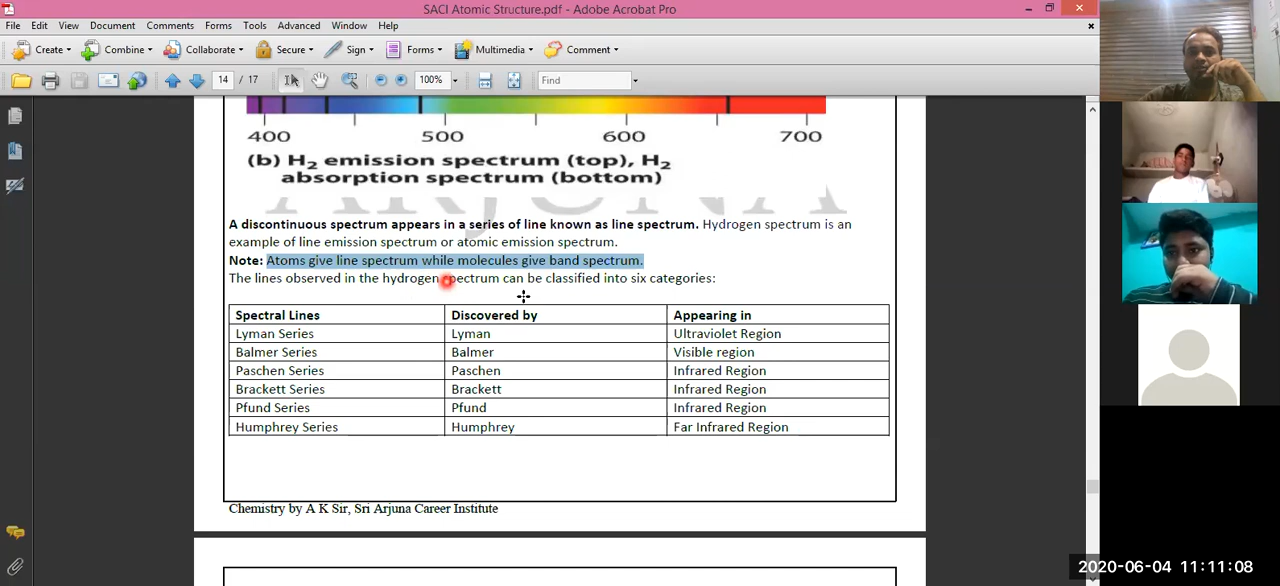 SACI Atomic Structure.pdf - Adobe Acrobat Pro
File Edit View Document Comments Forms Tools Advanced Window Help
Create Combine Collaborate Secure Sign Forms Multimedia Comment
14 / 17 100% Find
400 500 600 700
(b) H₂ emission spectrum (top), H₂
absorption spectrum (bottom)
ARJUNA
A discontinuous spectrum appears in a series of line known as line spectrum. Hydrogen spectrum is an
example of line emission spectrum or atomic emission spectrum.
Note: Atoms give line spectrum while molecules give band spectrum.
The lines observed in the hydrogen spectrum can be classified into six categories:
Spectral Lines Discovered by Appearing in
Lyman Series Lyman Ultraviolet Region
Balmer Series Balmer Visible region
Paschen Series Paschen Infrared Region
Brackett Series Brackett Infrared Region
Pfund Series Pfund Infrared Region
Humphrey Series Humphrey Far Infrared Region
Chemistry by A K Sir, Sri Arjuna Career Institute
2020-06-04 11:11:08